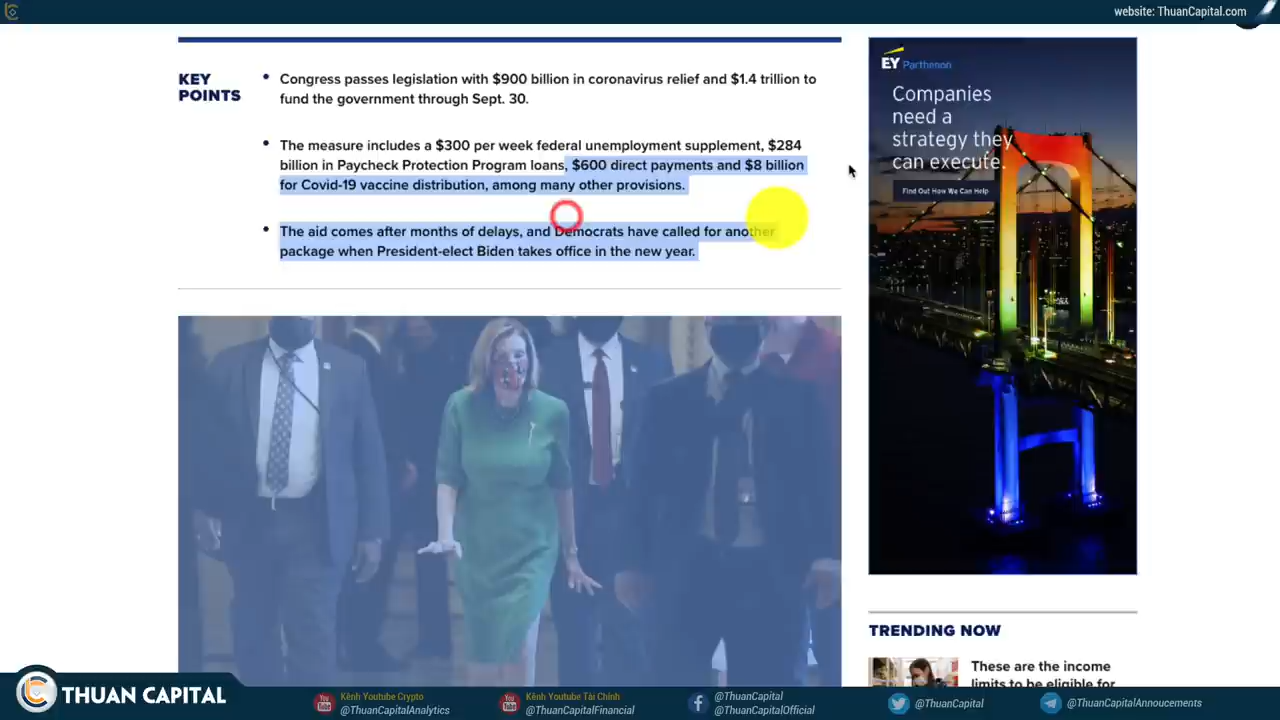 website: ThuanCapital.com
KEY
POINTS
Congress passes legislation with $900 billion in coronavirus relief and $1.4 trillion to
fund the government through Sept. 30.
The measure includes a $300 per week federal unemployment supplement, $284
billion in Paycheck Protection Program loans, $600 direct payments and $8 billion
for Covid-19 vaccine distribution, among many other provisions.
The aid comes after months of delays, and Democrats have called for another
package when President-elect Biden takes office in the new year.
EY Parthenon
Companies
need a
strategy they
can execute.
Find Out How We Can Help
TRENDING NOW
These are the income
limits to be eligible for
THUAN CAPITAL
You Tube
Kênh Youtube Crypto
@ThuanCapitalAnalytics
You Tube
Kênh Youtube Tài Chính
@ThuanCapitalFinancial
@ThuanCapital
@ThuanCapitalOfficial
@ThuanCapital
@ThuanCapitalAnnoucements